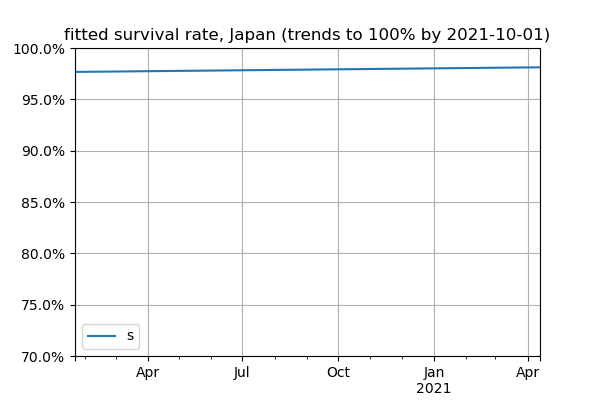 fitted survival rate, Japan (trends to 100% by 2021-10-01)
100.0%
95.0%
90.0%
85.0%
80.0%
75.0%
70.0%
s
Apr Jul Oct Jan Apr
2021